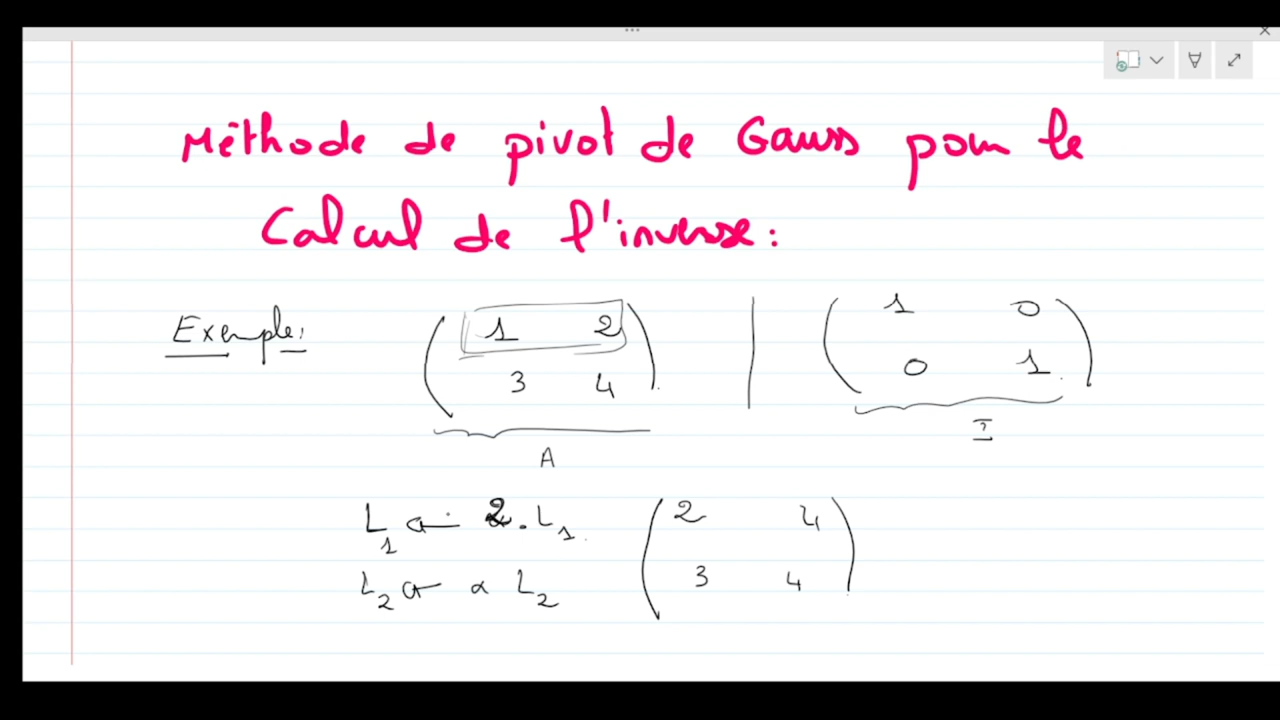 Méthode de pivot de Gauss pour le
Calcul de l'inverse :
Exemple: ( 1 2 | ( 1 0
3 4 ) | 0 1 )
A I
L1 ← 2 . L1 ( 2 4
L2 ← α L2 3 4 )